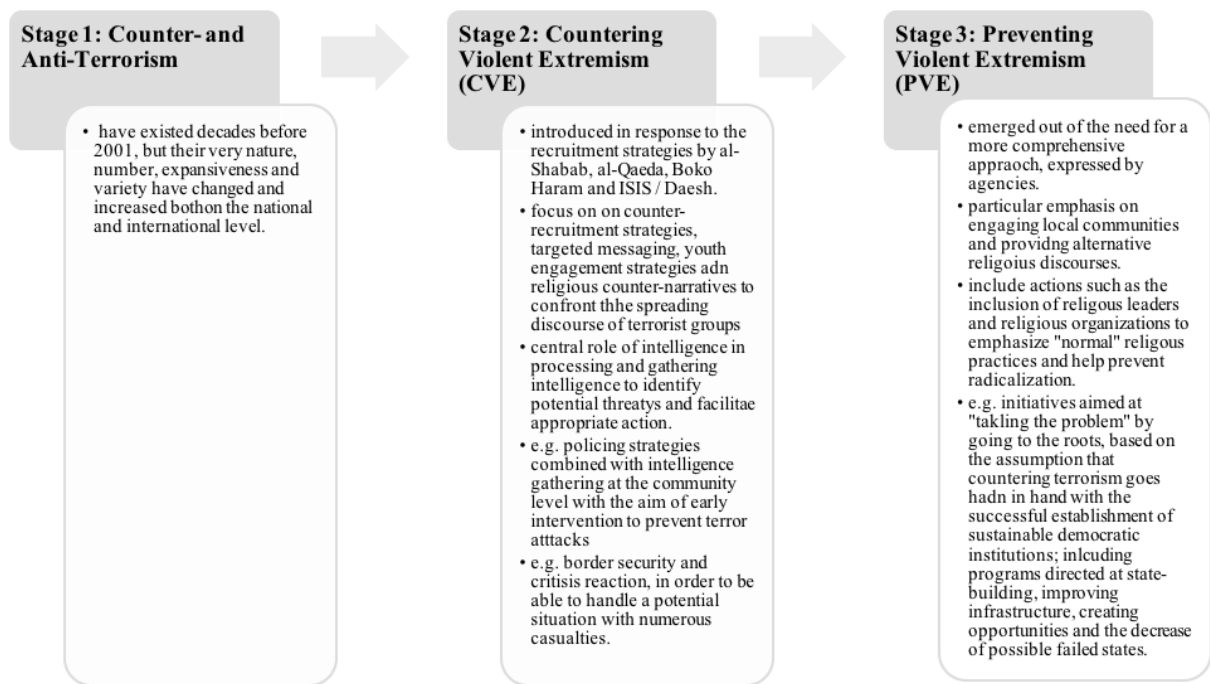 Stage 1: Counter- and
Anti-Terrorism
• have existed decades before
2001, but their very nature,
number, expansiveness and
variety have changed and
increased bothon the national
and international level.
Stage 2: Countering
Violent Extremism
(CVE)
• introduced in response to the
recruitment strategies by al-
Shabab, al-Qaeda, Boko
Haram and ISIS / Daesh.
• focus on on counter-
recruitment strategies,
targeted messaging, youth
engagement strategies adn
religious counter-narratives to
confront thhe spreading
discourse of terrorist groups
• central role of intelligence in
processing and gathering
intelligence to identify
potential threatys and facilitae
appropriate action.
• e.g. policing strategies
combined with intelligence
gathering at the community
level with the aim of early
intervention to prevent terror
atttacks
• e.g. border security and
critisis reaction, in order to be
able to handle a potential
situation with numerous
casualties.
Stage 3: Preventing
Violent Extremism
(PVE)
• emerged out of the need for a
more comprehensive
appraoch, expressed by
agencies.
• particular emphasis on
engaging local communities
and providng alternative
religoius discourses.
• include actions such as the
inclusion of religous leaders
and religious organizations to
emphasize "normal" religous
practices and help prevent
radicalization.
• e.g. initiatives aimed at
"takling the problem" by
going to the roots, based on
the assumption that
countering terrorism goes
hadn in hand with the
successful establishment of
sustainable democratic
institutions; inlcuding
programs directed at state-
building, improving
infrastructure, creating
opportunities and the decrease
of possible failed states.